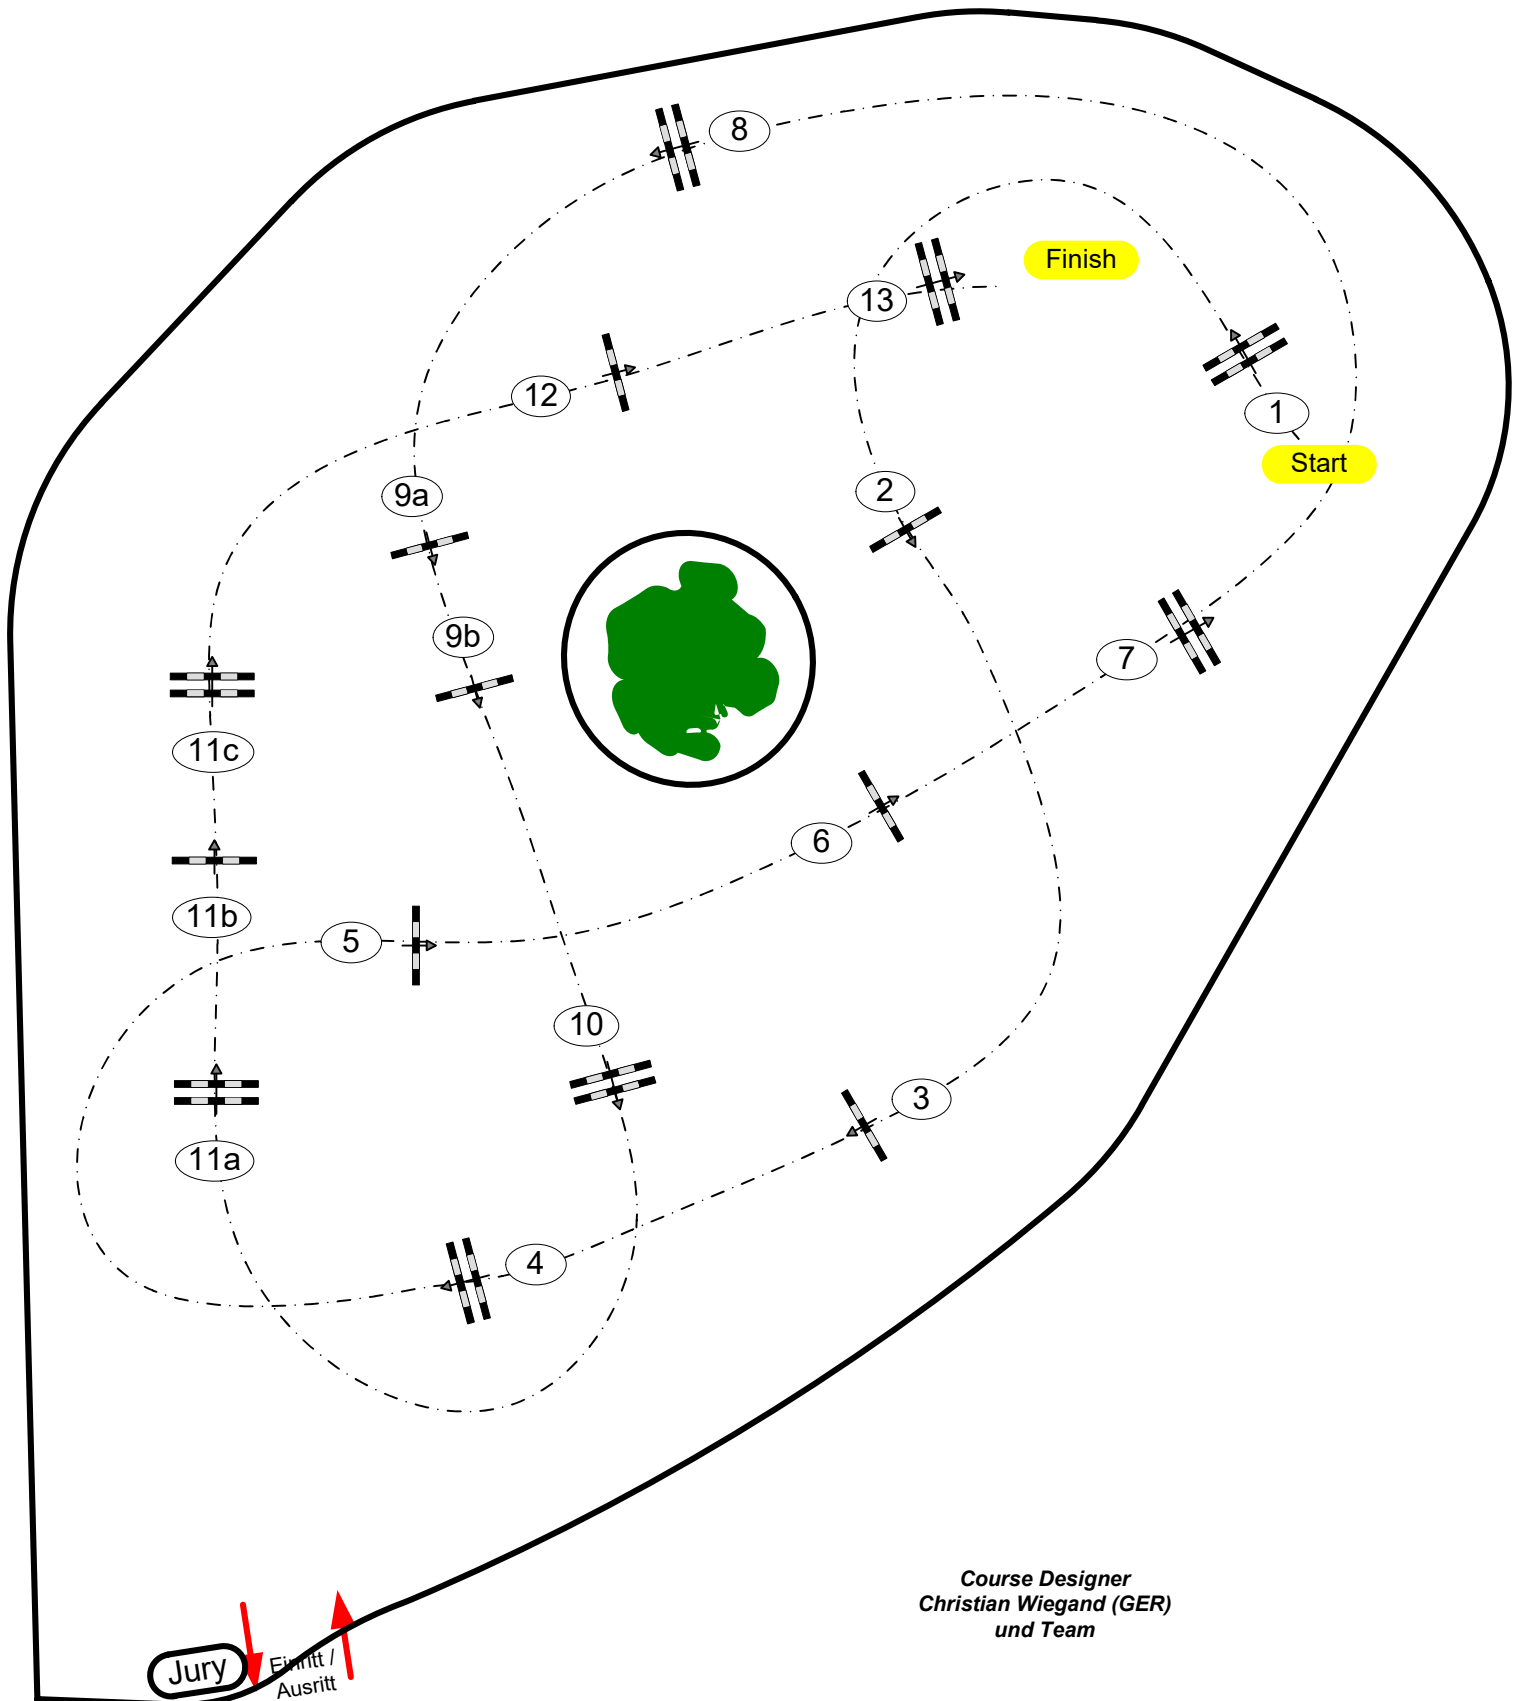 8
Finish
13
12
1
Start
2
9a
9b
7
11c
6
11b
5
10
3
11a
4
Course Designer
Christian Wiegand (GER)
und Team
Jury
Einritt /
Ausritt